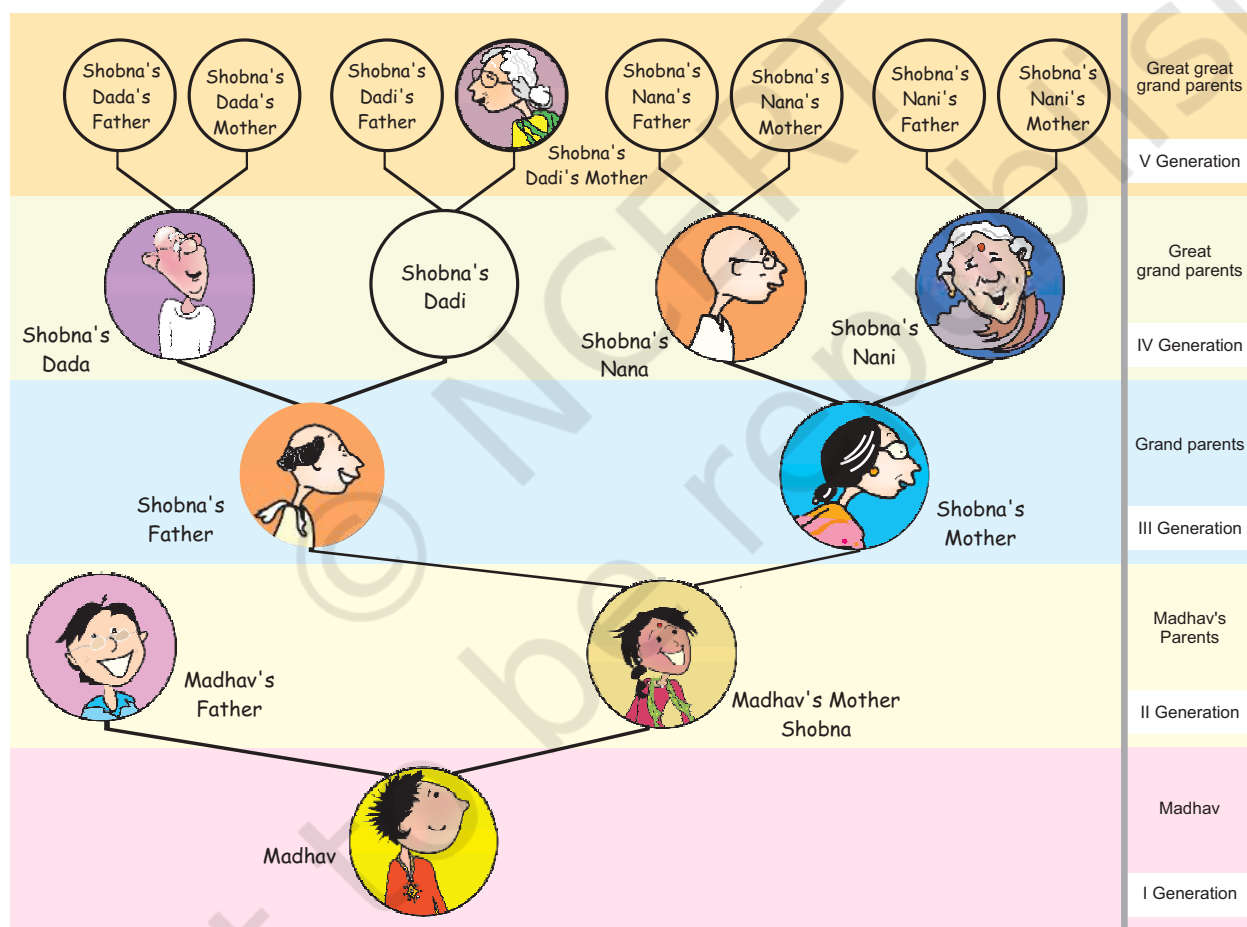 Shobna's
Dada's
Father
Shobna's
Dada's
Mother
Shobna's
Dadi's
Father
Shobna's
Dadi's Mother
Shobna's
Nana's
Father
Shobna's
Nana's
Mother
Shobna's
Nani's
Father
Shobna's
Nani's
Mother
Great great
grand parents
V Generation
Shobna's
Dada
Shobna's
Dadi
Shobna's
Nana
Shobna's
Nani
Great
grand parents
IV Generation
Shobna's
Father
Shobna's
Mother
Grand parents
III Generation
Madhav's
Father
Madhav's Mother
Shobna
Madhav's
Parents
II Generation
Madhav
Madhav
I Generation
© NCERT
be republis